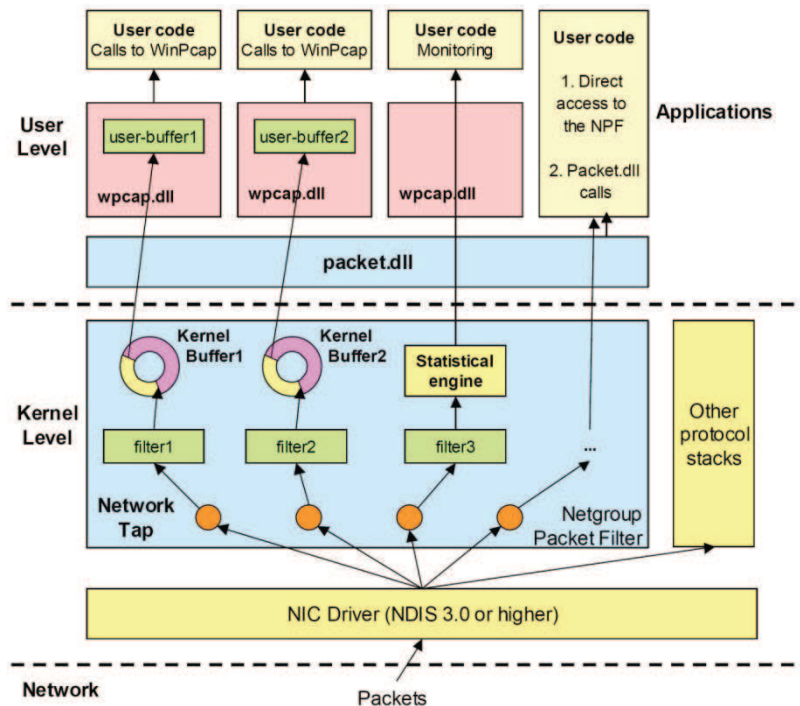 User code
Calls to WinPcap
User code
Calls to WinPcap
User code
Monitoring
User code
1. Direct
access to
the NPF
2. Packet.dll
calls
User
Level
user-buffer1
user-buffer2
Applications
wpcap.dll
wpcap.dll
wpcap.dll
packet.dll
Kernel
Buffer1
Kernel
Buffer2
Statistical
engine
Kernel
Level
Other
protocol
stacks
filter1
filter2
filter3
...
Network
Tap
Netgroup
Packet Filter
NIC Driver (NDIS 3.0 or higher)
Network
Packets